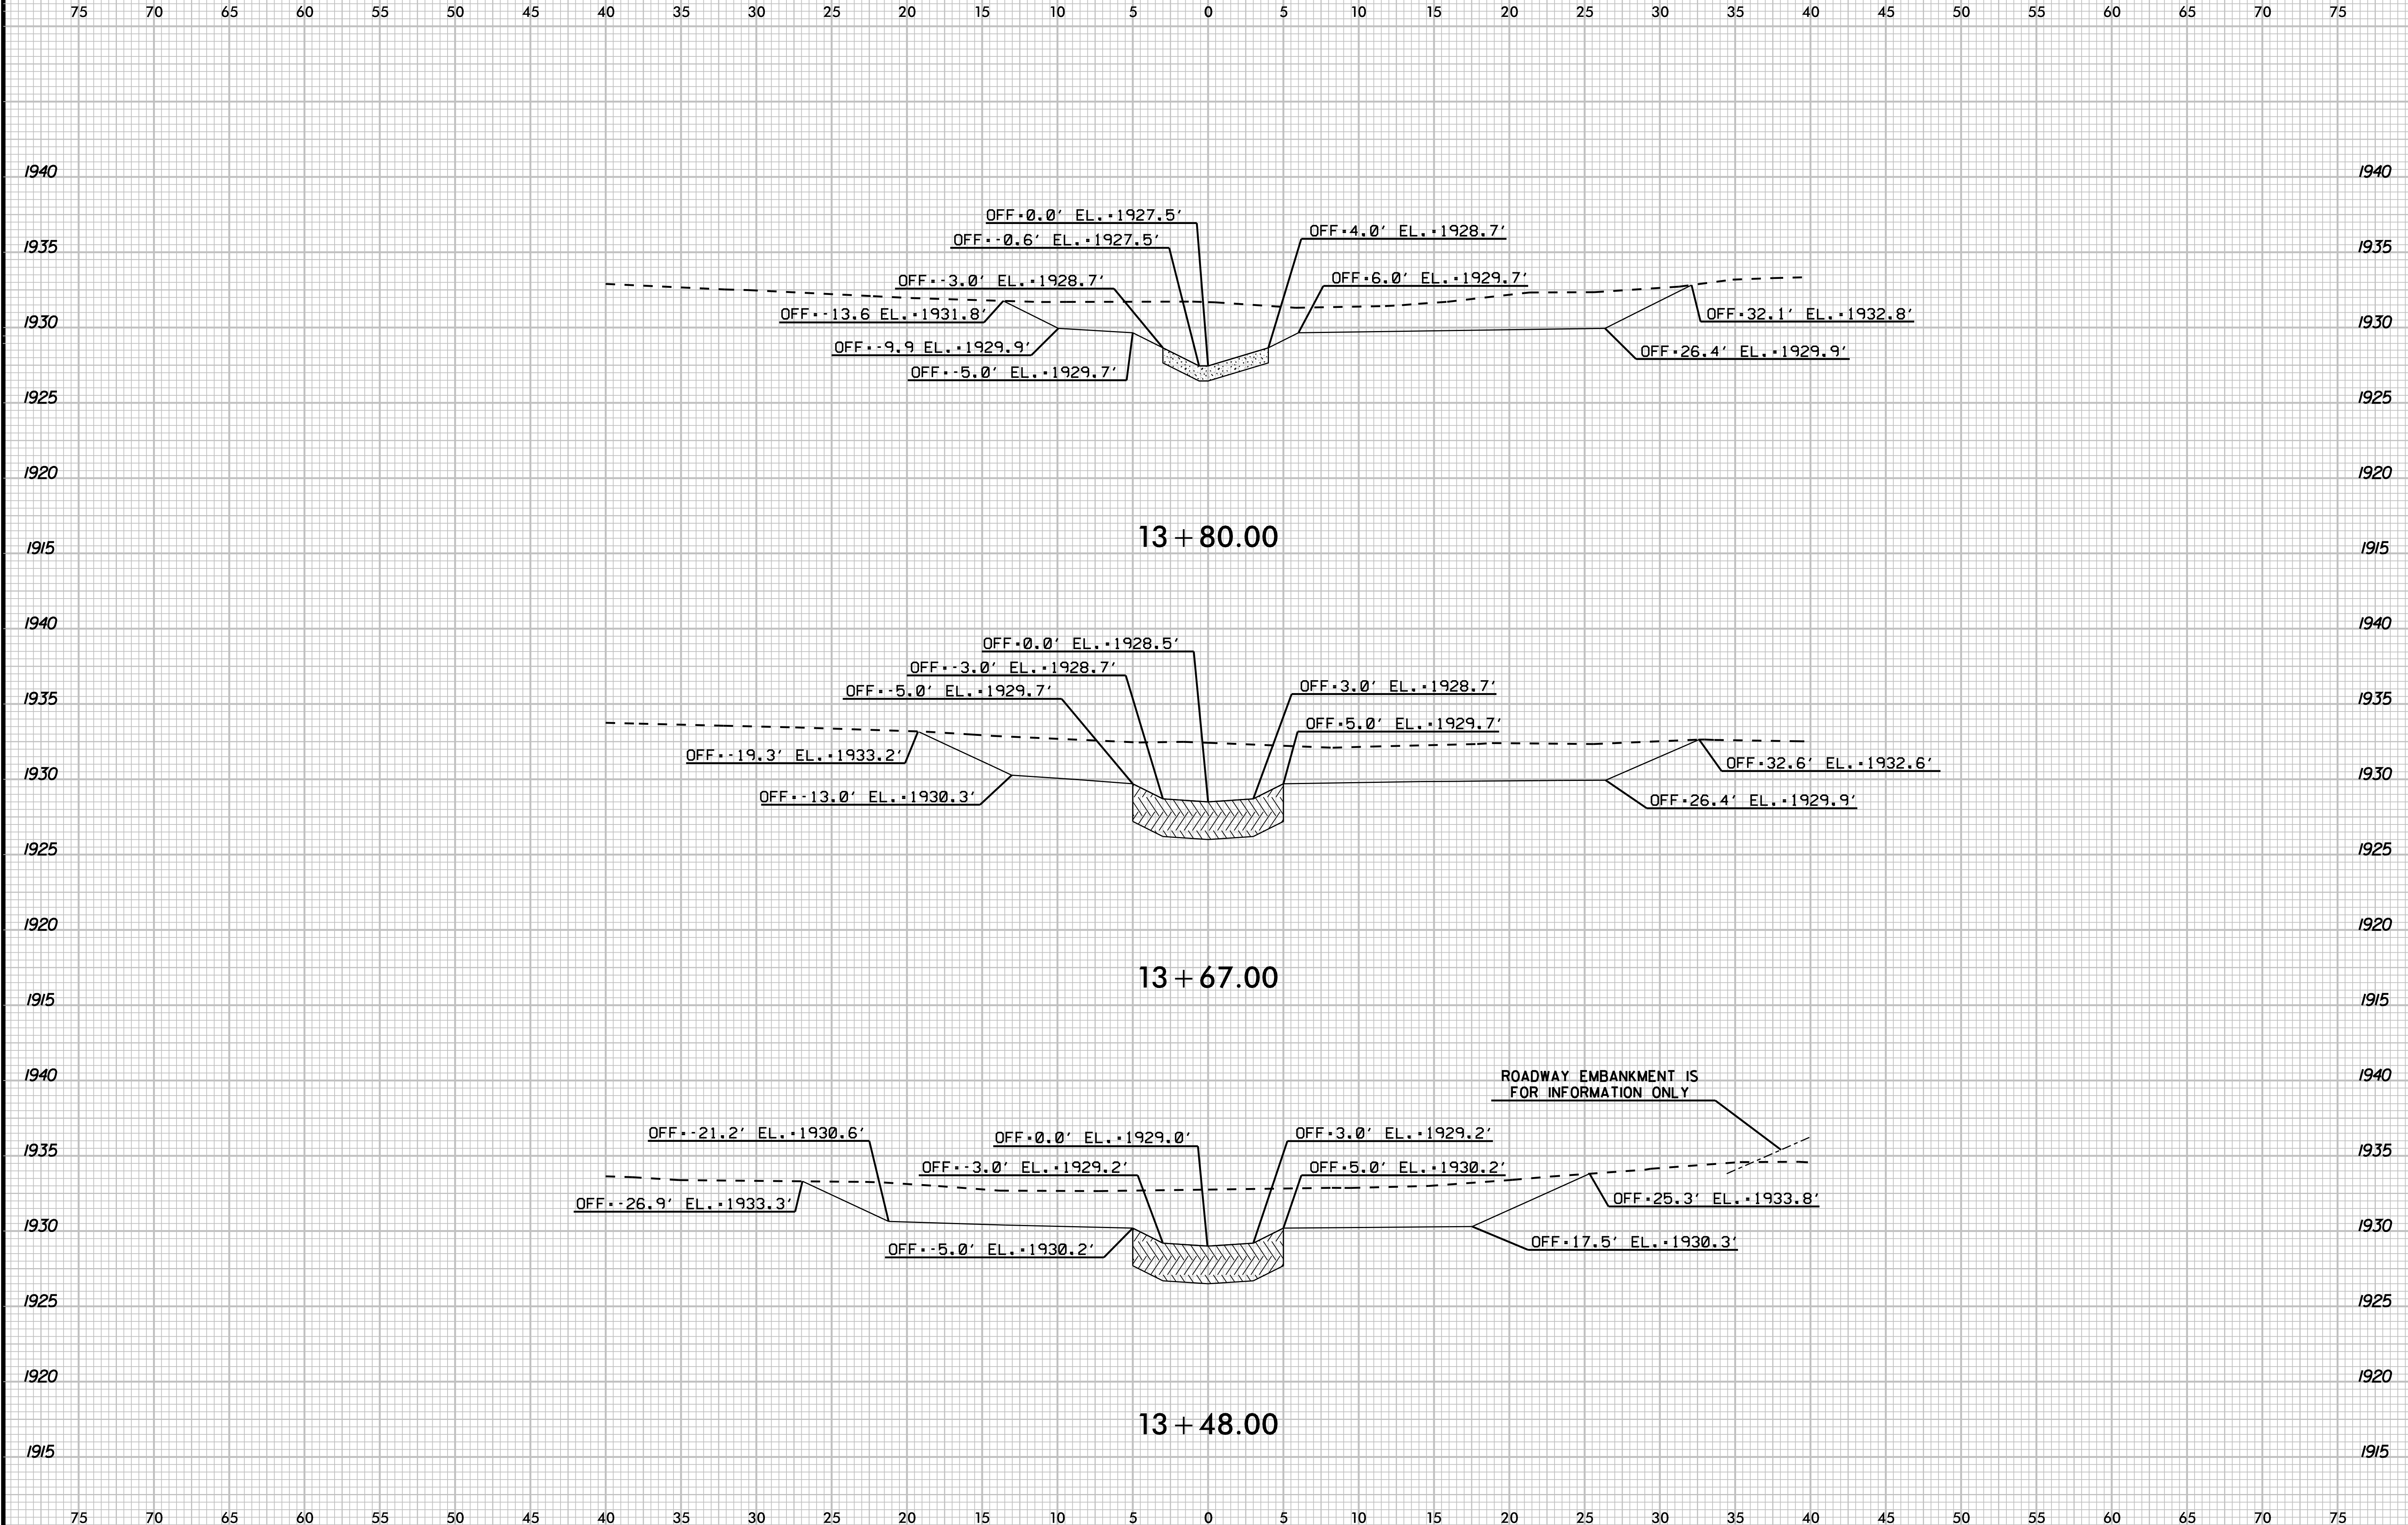 75 70 65 60 55 50 45 40 35 30 25 20 15 10 5 0 5 10 15 20 25 30 35 40 45 50 55 60 65 70 75
1940 1940
OFF.=0.0' EL.=1927.5'
OFF.=4.0' EL.=1928.7'
OFF.=-0.6' EL.=1927.5'
1935 1935
OFF.=-3.0' EL.=1928.7'
OFF.=6.0' EL.=1929.7'
OFF.=-13.6 EL.=1931.8'
OFF.=32.1' EL.=1932.8'
1930 1930
OFF.=-9.9 EL.=1929.9'
OFF.=26.4' EL.=1929.9'
OFF.=-5.0' EL.=1929.7'
1925 1925
1920 1920
13+80.00
1915 1915
1940 1940
OFF.=0.0' EL.=1928.5'
OFF.=-3.0' EL.=1928.7'
OFF.=3.0' EL.=1928.7'
OFF.=-5.0' EL.=1929.7'
1935 1935
OFF.=5.0' EL.=1929.7'
OFF.=-19.3' EL.=1933.2'
OFF.=32.6' EL.=1932.6'
1930 1930
OFF.=-13.0' EL.=1930.3'
OFF.=26.4' EL.=1929.9'
1925 1925
1920 1920
13+67.00
1915 1915
1940 1940
ROADWAY EMBANKMENT IS
FOR INFORMATION ONLY
OFF.=-21.2' EL.=1930.6'
OFF.=0.0' EL.=1929.0'
OFF.=3.0' EL.=1929.2'
1935 1935
OFF.=-3.0' EL.=1929.2'
OFF.=5.0' EL.=1930.2'
OFF.=-26.9' EL.=1933.3'
OFF.=25.3' EL.=1933.8'
1930 1930
OFF.=-5.0' EL.=1930.2'
OFF.=17.5' EL.=1930.3'
1925 1925
1920 1920
13+48.00
1915 1915
75 70 65 60 55 50 45 40 35 30 25 20 15 10 5 0 5 10 15 20 25 30 35 40 45 50 55 60 65 70 75